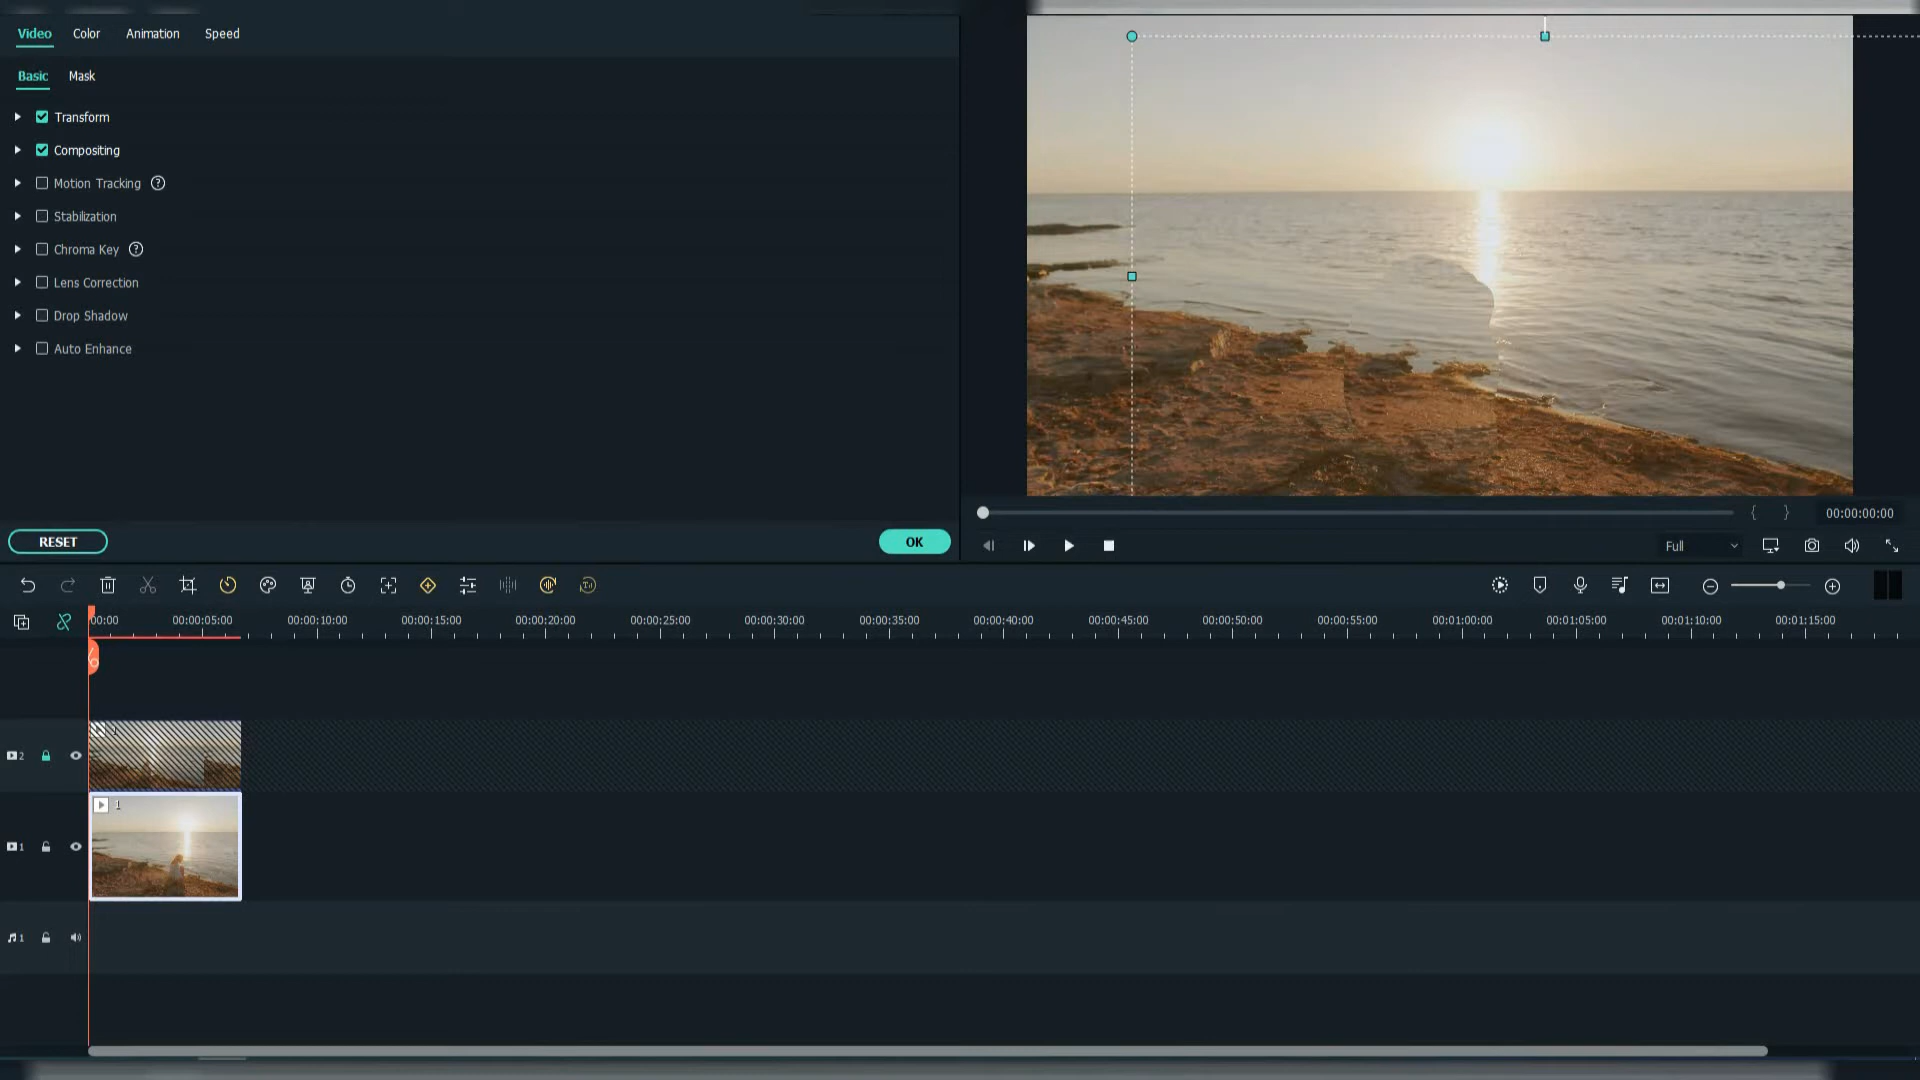 Video Color Animation Speed
Basic Mask
Transform
Compositing
Motion Tracking ?
Stabilization
Chroma Key ?
Lens Correction
Drop Shadow
Auto Enhance
RESET OK
{ } 00:00:00:00
Full
00:00 00:00:05:00 00:00:10:00 00:00:15:00 00:00:20:00 00:00:25:00 00:00:30:00 00:00:35:00 00:00:40:00 00:00:45:00 00:00:50:00 00:00:55:00 00:01:00:00 00:01:05:00 00:01:10:00 00:01:15:00
2
1
1
1